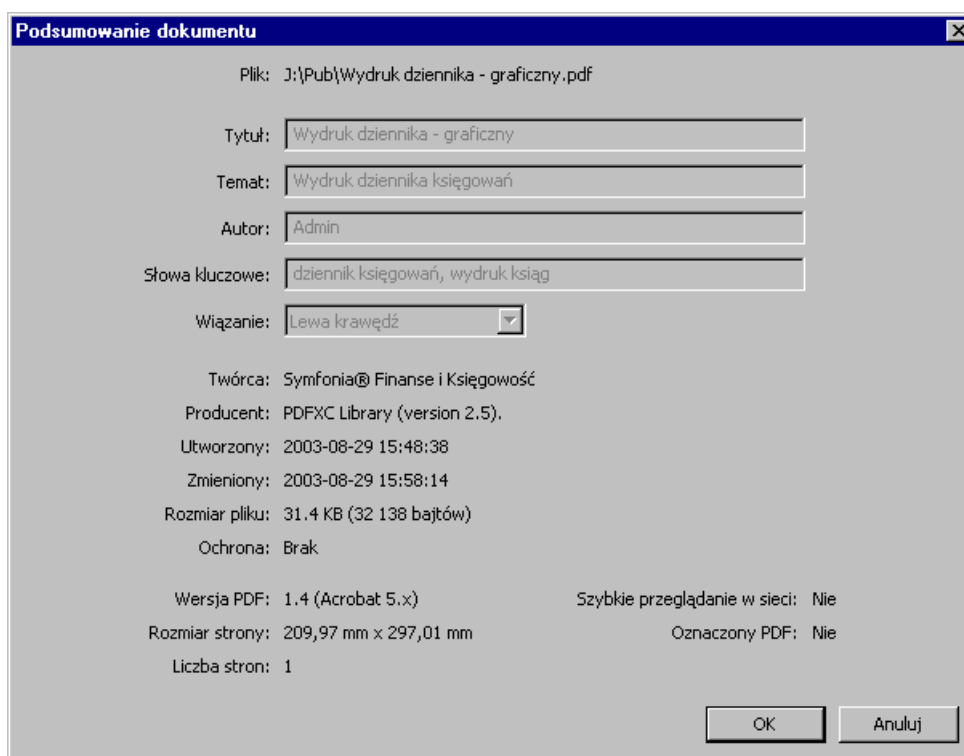 Podsumowanie dokumentu
Plik: J:\Pub\Wydruk dziennika - graficzny.pdf
Tytuł: Wydruk dziennika - graficzny
Temat: Wydruk dziennika księgowań
Autor: Admin
Słowa kluczowe: dziennik księgowań, wydruk ksiąg
Wiązanie: Lewa krawędź
Twórca: Symfonia® Finanse i Księgowość
Producent: PDFXC Library (version 2.5).
Utworzony: 2003-08-29 15:48:38
Zmieniony: 2003-08-29 15:58:14
Rozmiar pliku: 31.4 KB (32 138 bajtów)
Ochrona: Brak
Wersja PDF: 1.4 (Acrobat 5.x) Szybkie przeglądanie w sieci: Nie
Rozmiar strony: 209,97 mm x 297,01 mm Oznaczony PDF: Nie
Liczba stron: 1
OK Anuluj